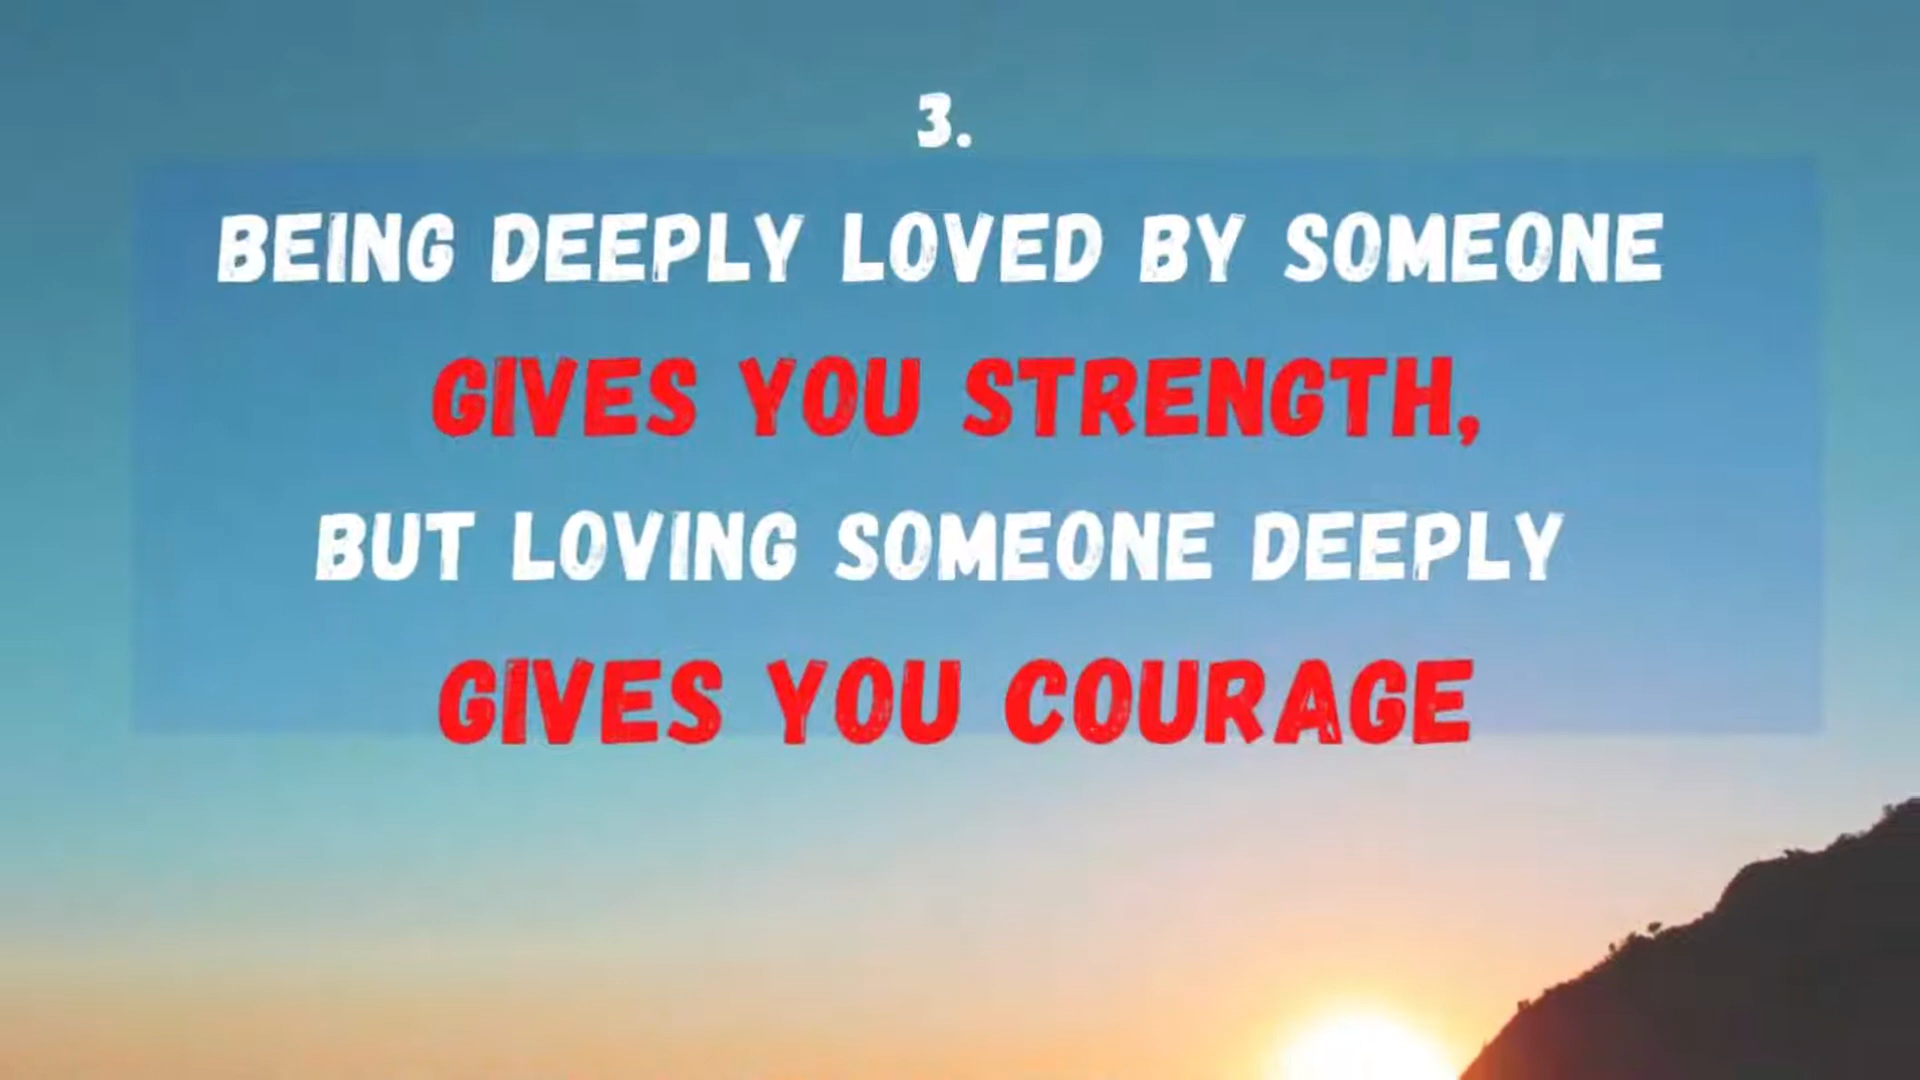 3.
BEING DEEPLY LOVED BY SOMEONE
GIVES YOU STRENGTH,
BUT LOVING SOMEONE DEEPLY
GIVES YOU COURAGE